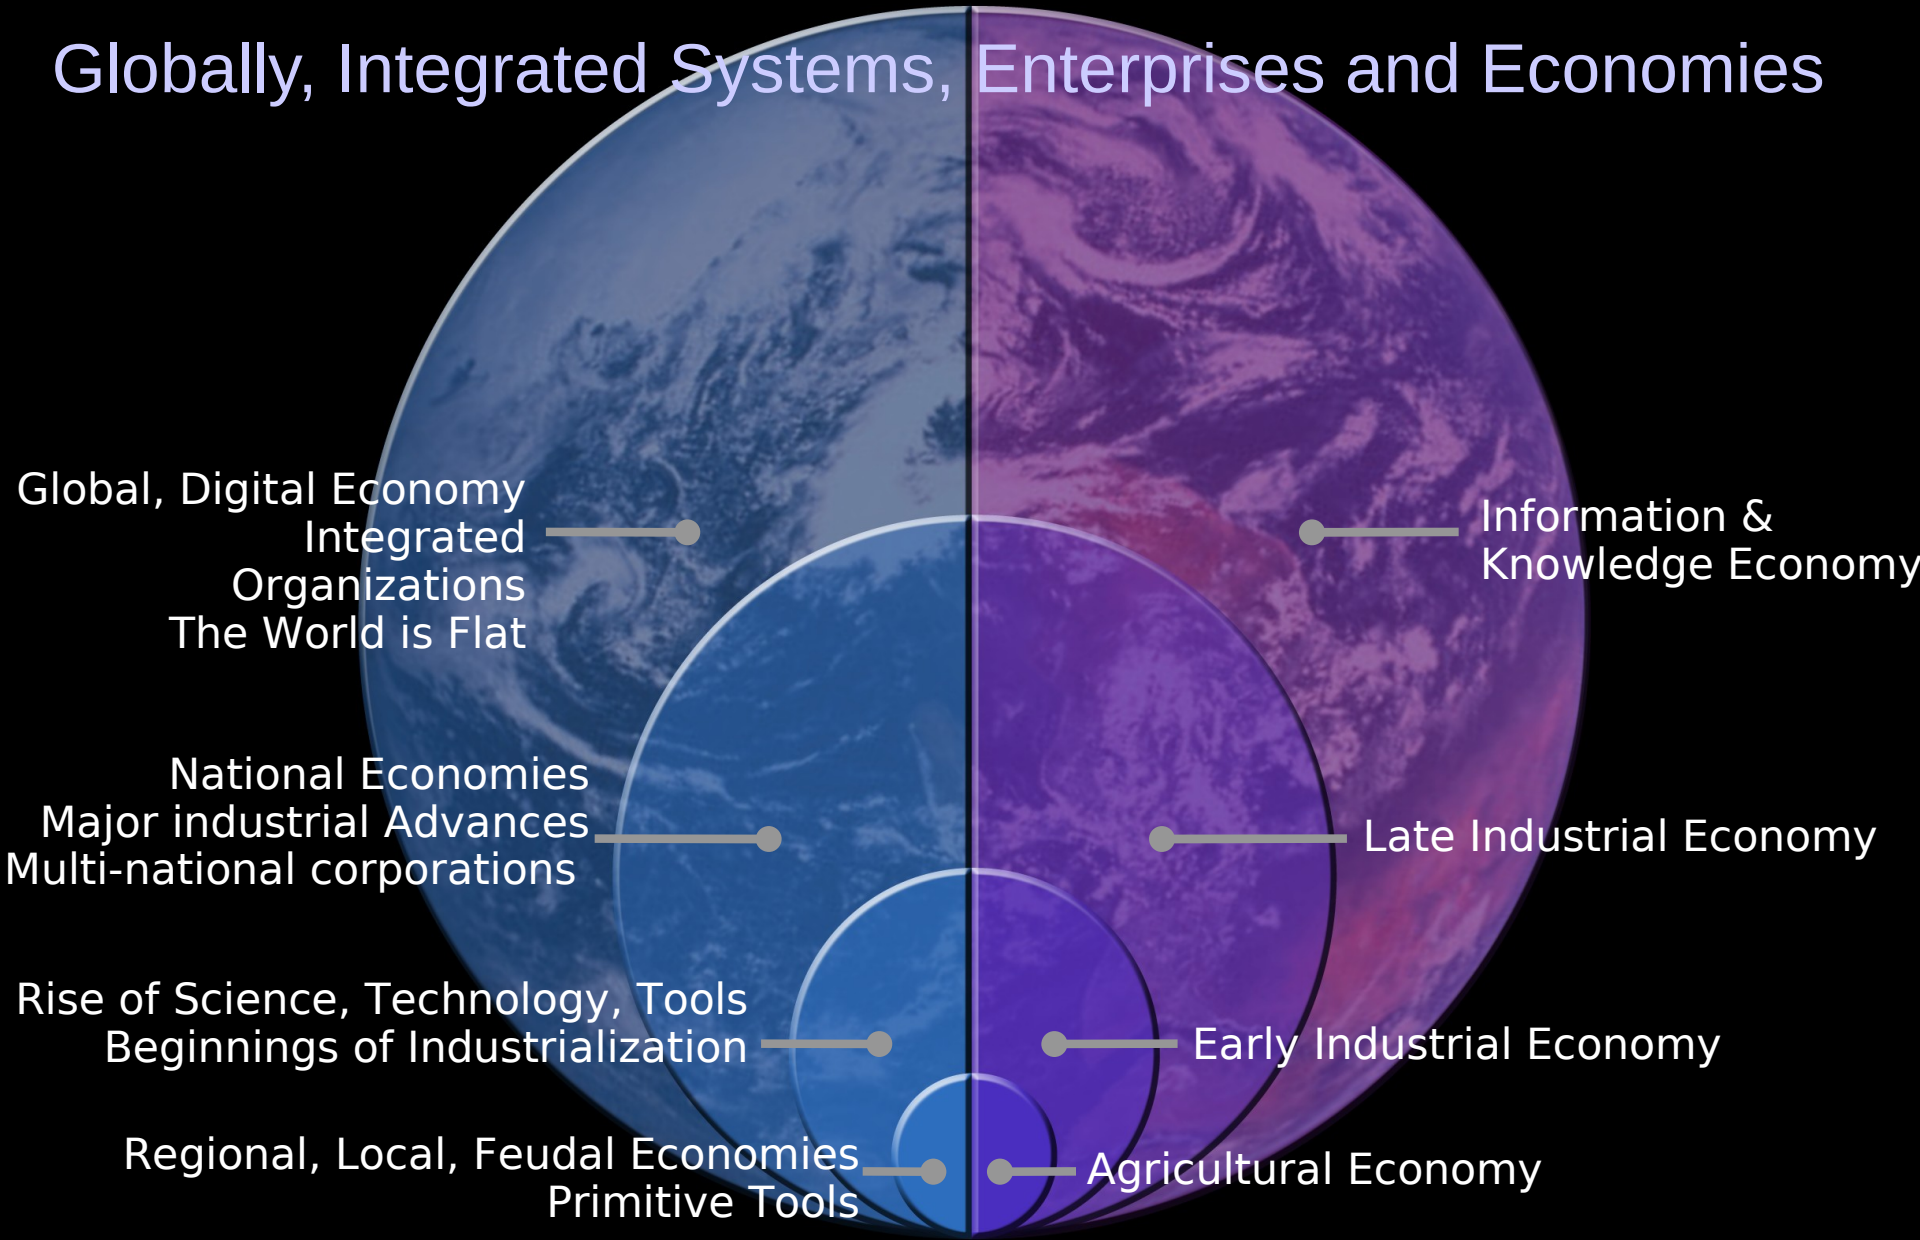 Globally, Integrated Systems, Enterprises and Economies
Global, Digital Economy
Integrated
Organizations
The World is Flat
Information &
Knowledge Economy
National Economies
Major industrial Advances
Multi-national corporations
Late Industrial Economy
Rise of Science, Technology, Tools
Beginnings of Industrialization
Early Industrial Economy
Regional, Local, Feudal Economies
Primitive Tools
Agricultural Economy